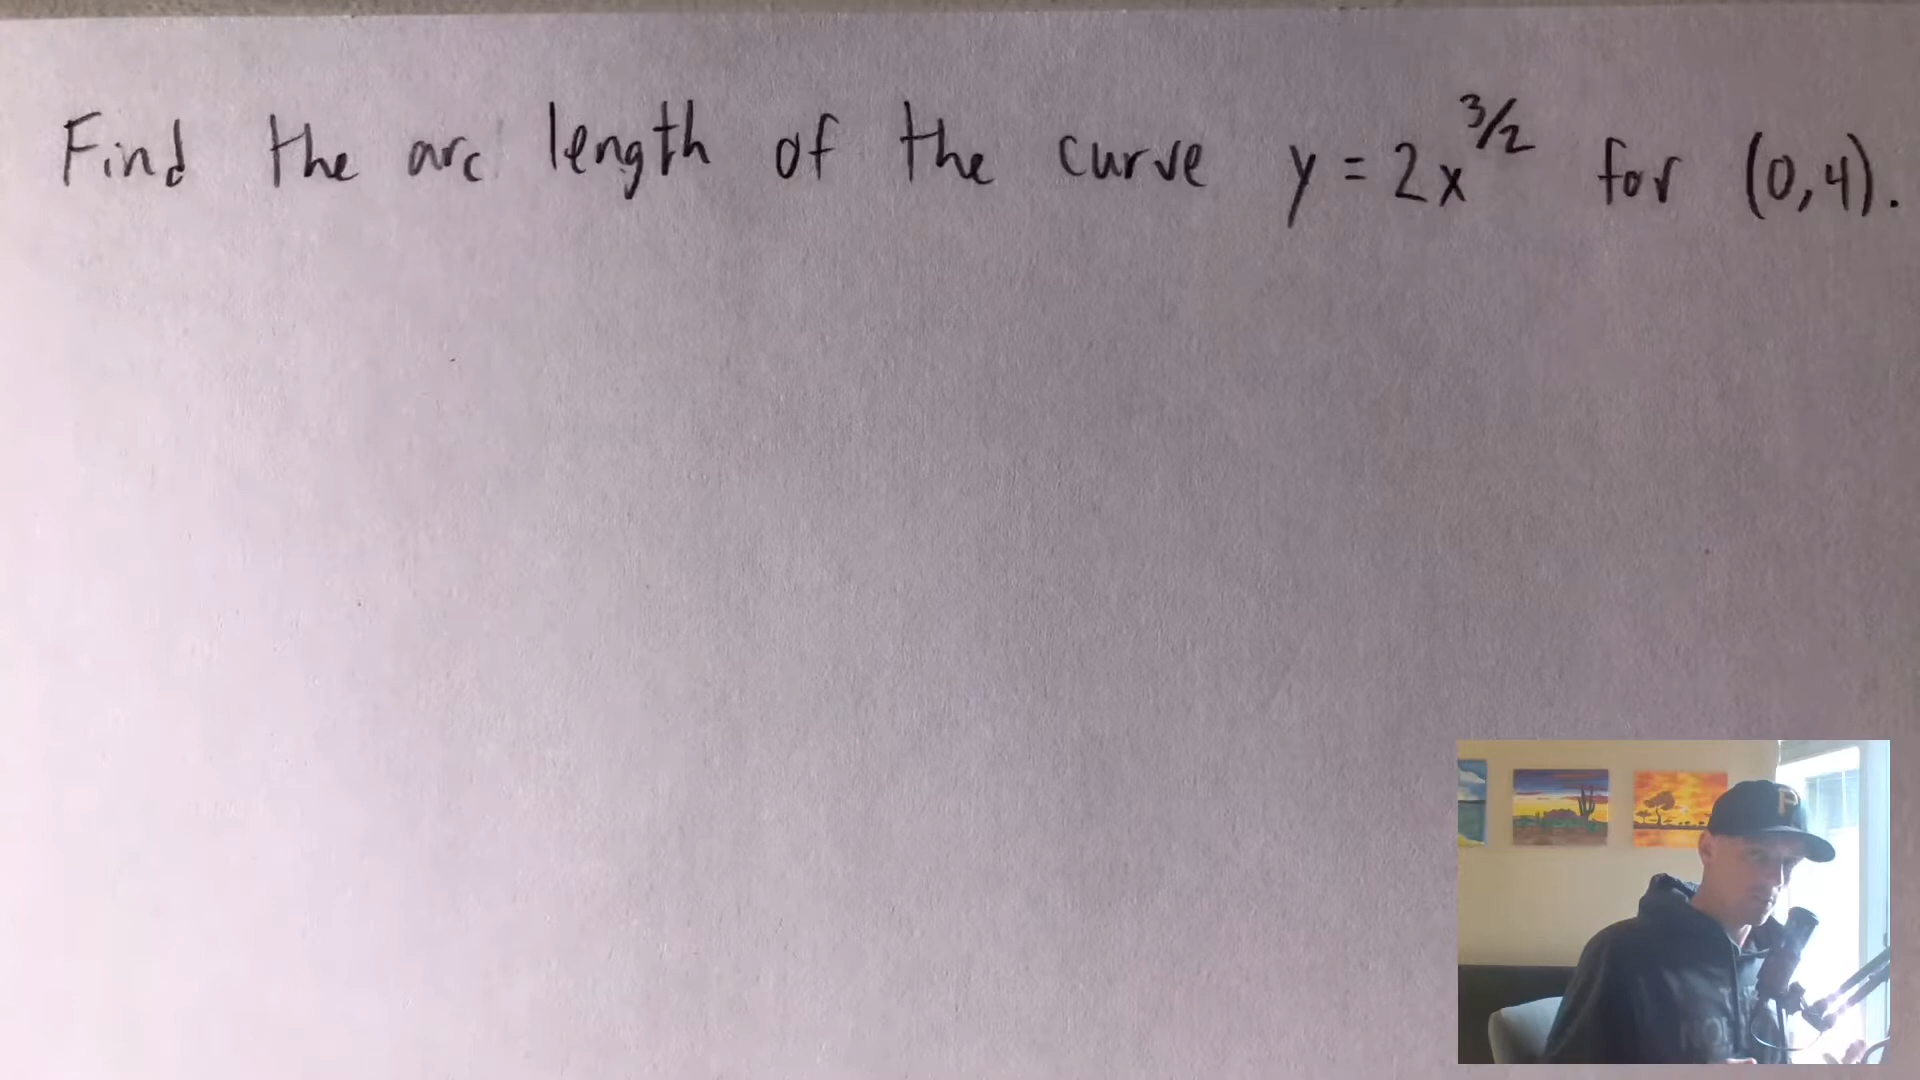 Find the arc length of the curve y = 2x^{3/2} for (0,4).
P